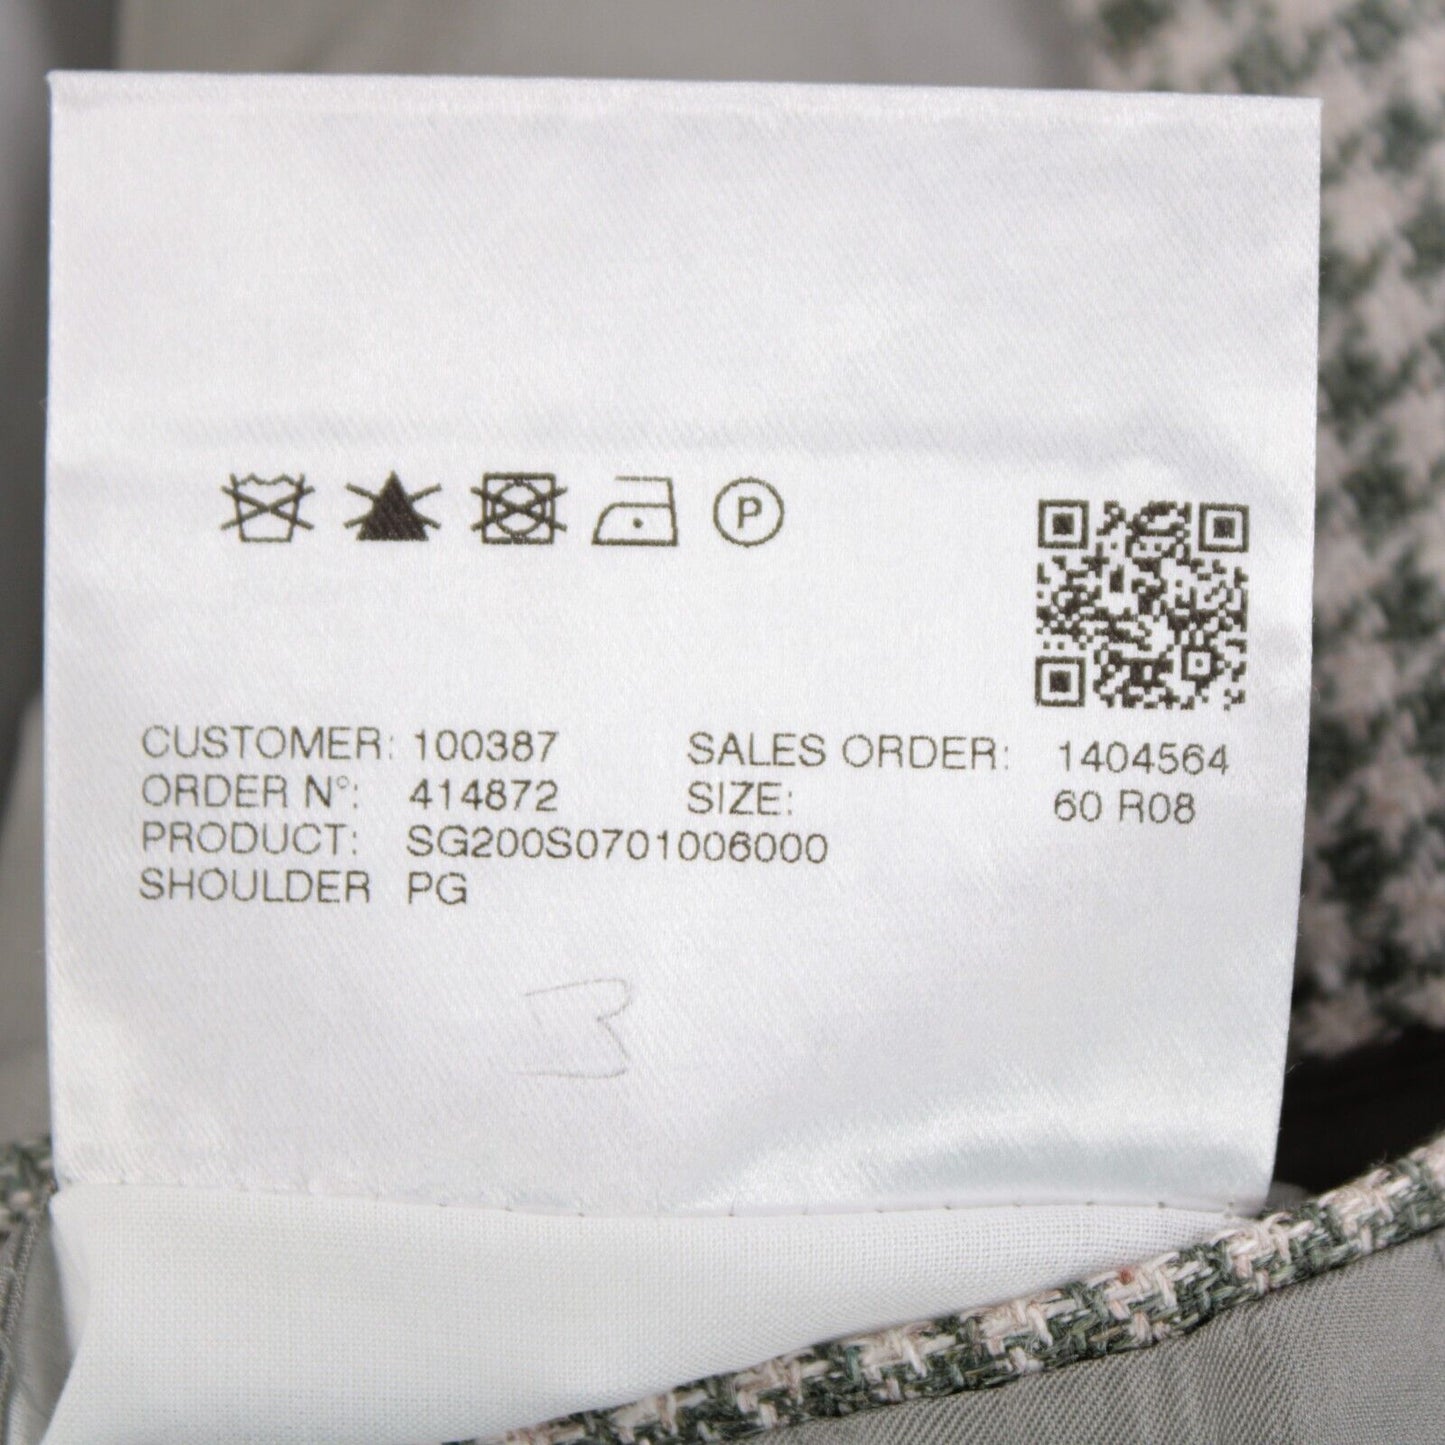 P
CUSTOMER: 100387 SALES ORDER: 1404564
ORDER N°: 414872 SIZE: 60 R08
PRODUCT: SG200S0701006000
SHOULDER PG
3